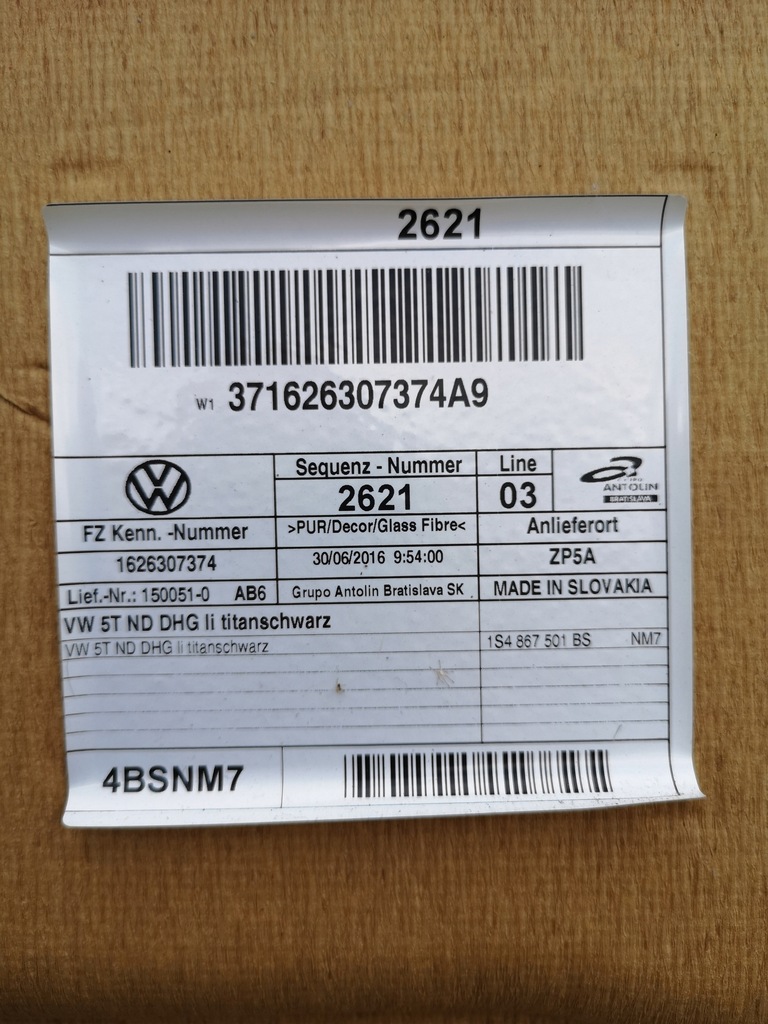 2621
W1 371626307374A9
Sequenz - Nummer
Line
2621
03
ANTOLIN
BRATISLAVA
FZ Kenn. -Nummer
>PUR/Decor/Glass Fibre<
Anlieferort
1626307374
30/06/2016 9:54:00
ZP5A
Lief.-Nr.: 150051-0 AB6
Grupo Antolin Bratislava SK
MADE IN SLOVAKIA
VW 5T ND DHG li titanschwarz
VW 5T ND DHG li titanschwarz
1S4 867 501 BS NM7
4BSNM7